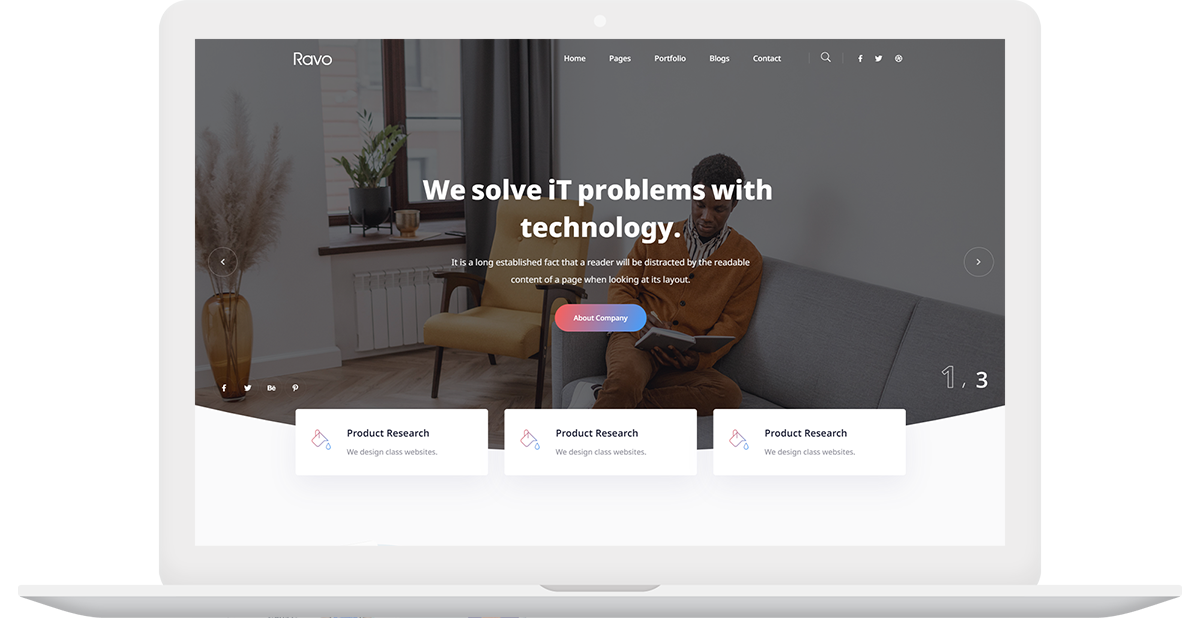 Ravo
Home Pages Portfolio Blogs Contact
We solve iT problems with
technology.
It is a long established fact that a reader will be distracted by the readable
content of a page when looking at its layout.
About Company
Bē
1 / 3
Product Research
We design class websites.
Product Research
We design class websites.
Product Research
We design class websites.